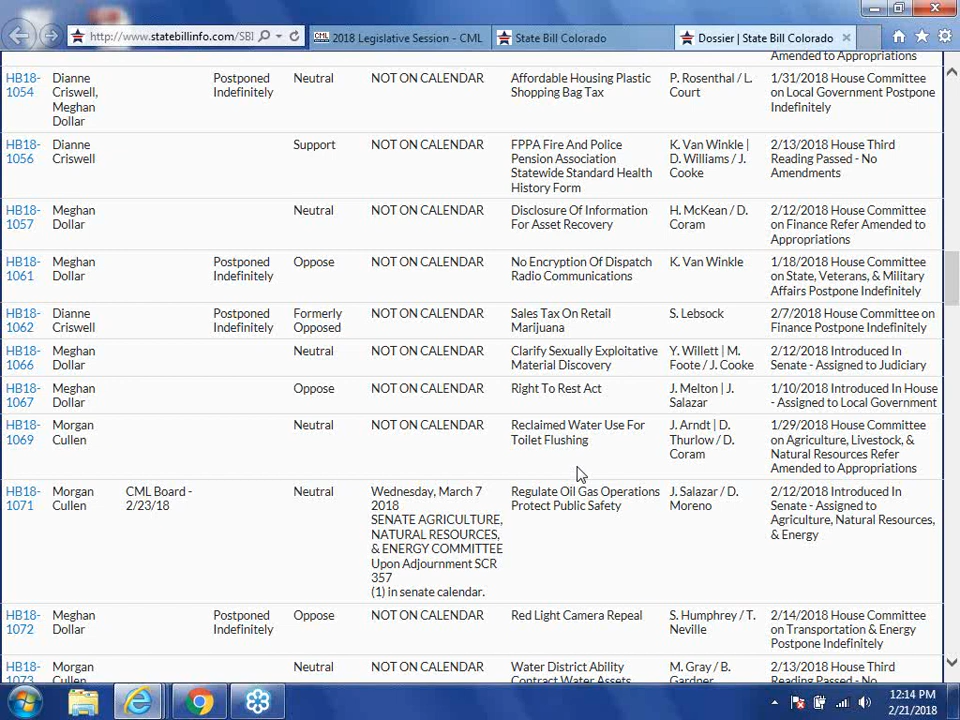 http://www.statebillinfo.com/SBI
2018 Legislative Session - CML
State Bill Colorado
Dossier | State Bill Colorado
Amended to Appropriations
HB18-
1054
Dianne
Criswell,
Meghan
Dollar
Postponed
Indefinitely
Neutral
NOT ON CALENDAR
Affordable Housing Plastic
Shopping Bag Tax
P. Rosenthal / L.
Court
1/31/2018 House Committee
on Local Government Postpone
Indefinitely
HB18-
1056
Dianne
Criswell
Support
NOT ON CALENDAR
FPPA Fire And Police
Pension Association
Statewide Standard Health
History Form
K. Van Winkle |
D. Williams / J.
Cooke
2/13/2018 House Third
Reading Passed - No
Amendments
HB18-
1057
Meghan
Dollar
Neutral
NOT ON CALENDAR
Disclosure Of Information
For Asset Recovery
H. McKean / D.
Coram
2/12/2018 House Committee
on Finance Refer Amended to
Appropriations
HB18-
1061
Meghan
Dollar
Postponed
Indefinitely
Oppose
NOT ON CALENDAR
No Encryption Of Dispatch
Radio Communications
K. Van Winkle
1/18/2018 House Committee
on State, Veterans, & Military
Affairs Postpone Indefinitely
HB18-
1062
Dianne
Criswell
Postponed
Indefinitely
Formerly
Opposed
NOT ON CALENDAR
Sales Tax On Retail
Marijuana
S. Lebsock
2/7/2018 House Committee on
Finance Postpone Indefinitely
HB18-
1066
Meghan
Dollar
Neutral
NOT ON CALENDAR
Clarify Sexually Exploitative
Material Discovery
Y. Willett | M.
Foote / J. Cooke
2/12/2018 Introduced In
Senate - Assigned to Judiciary
HB18-
1067
Meghan
Dollar
Oppose
NOT ON CALENDAR
Right To Rest Act
J. Melton | J.
Salazar
1/10/2018 Introduced In House
- Assigned to Local Government
HB18-
1069
Morgan
Cullen
Neutral
NOT ON CALENDAR
Reclaimed Water Use For
Toilet Flushing
J. Arndt | D.
Thurlow / D.
Coram
1/29/2018 House Committee
on Agriculture, Livestock, &
Natural Resources Refer
Amended to Appropriations
HB18-
1071
Morgan
Cullen
CML Board -
2/23/18
Neutral
Wednesday, March 7
2018
SENATE AGRICULTURE,
NATURAL RESOURCES,
& ENERGY COMMITTEE
Upon Adjournment SCR
357
(1) in senate calendar.
Regulate Oil Gas Operations
Protect Public Safety
J. Salazar / D.
Moreno
2/12/2018 Introduced In
Senate - Assigned to
Agriculture, Natural Resources,
& Energy
HB18-
1072
Meghan
Dollar
Postponed
Indefinitely
Oppose
NOT ON CALENDAR
Red Light Camera Repeal
S. Humphrey / T.
Neville
2/14/2018 House Committee
on Transportation & Energy
Postpone Indefinitely
HB18-
1073
Morgan
Cullen
Neutral
NOT ON CALENDAR
Water District Ability
Contract Water Assets
M. Gray / B.
Gardner
2/13/2018 House Third
Reading Passed - No
12:14 PM
2/21/2018